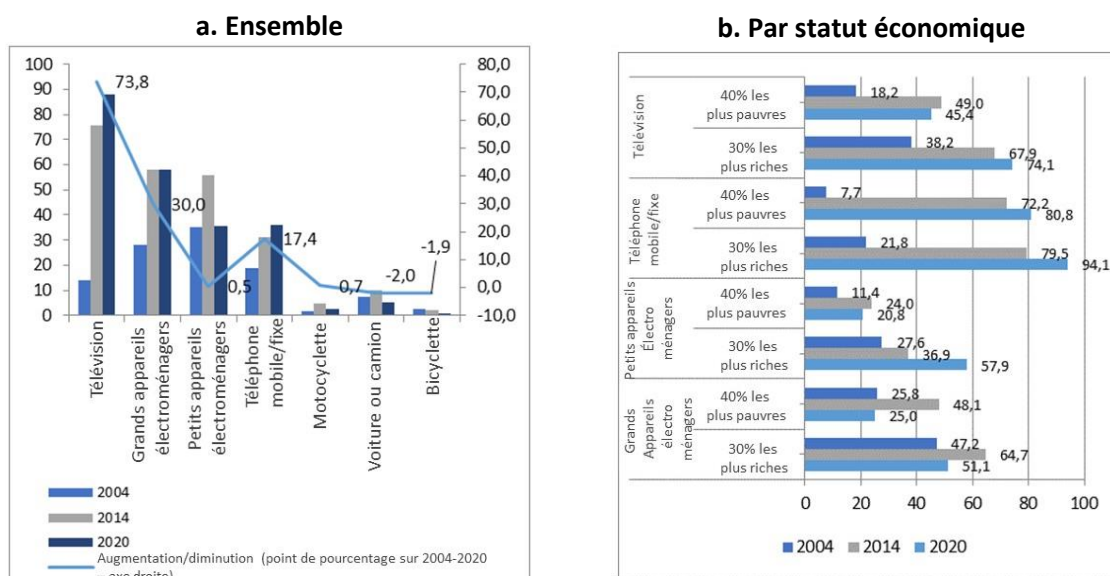 a. Ensemble
100
90
80
70
60
50
40
30
20
10
0
80,0
70,0
60,0
50,0
40,0
30,0
20,0
10,0
0,0
-10,0
73,8
30,0
0,5
17,4
0,7
-2,0
-1,9
Télévision
Grands appareils
électroménagers
Petits appareils
électroménagers
Téléphone
mobile/fixe
Motocyclette
Voiture ou camion
Bicyclette
2004
2014
2020
Augmentation/diminution (point de pourcentage sur 2004-2020
– axe droite)
b. Par statut économique
Télévision
40% les
plus pauvres
18,2
49,0
45,4
30% les
plus riches
38,2
67,9
74,1
Téléphone
mobile/fixe
40% les
plus pauvres
7,7
72,2
80,8
30% les
plus riches
21,8
79,5
94,1
Petits appareils
Électro
ménagers
40% les
plus pauvres
11,4
24,0
20,8
30% les
plus riches
27,6
36,9
57,9
Grands
Appareils
électro
ménagers
40% les
plus pauvres
25,8
48,1
25,0
30% les
plus riches
47,2
64,7
51,1
0 20 40 60 80 100
2004 2014 2020